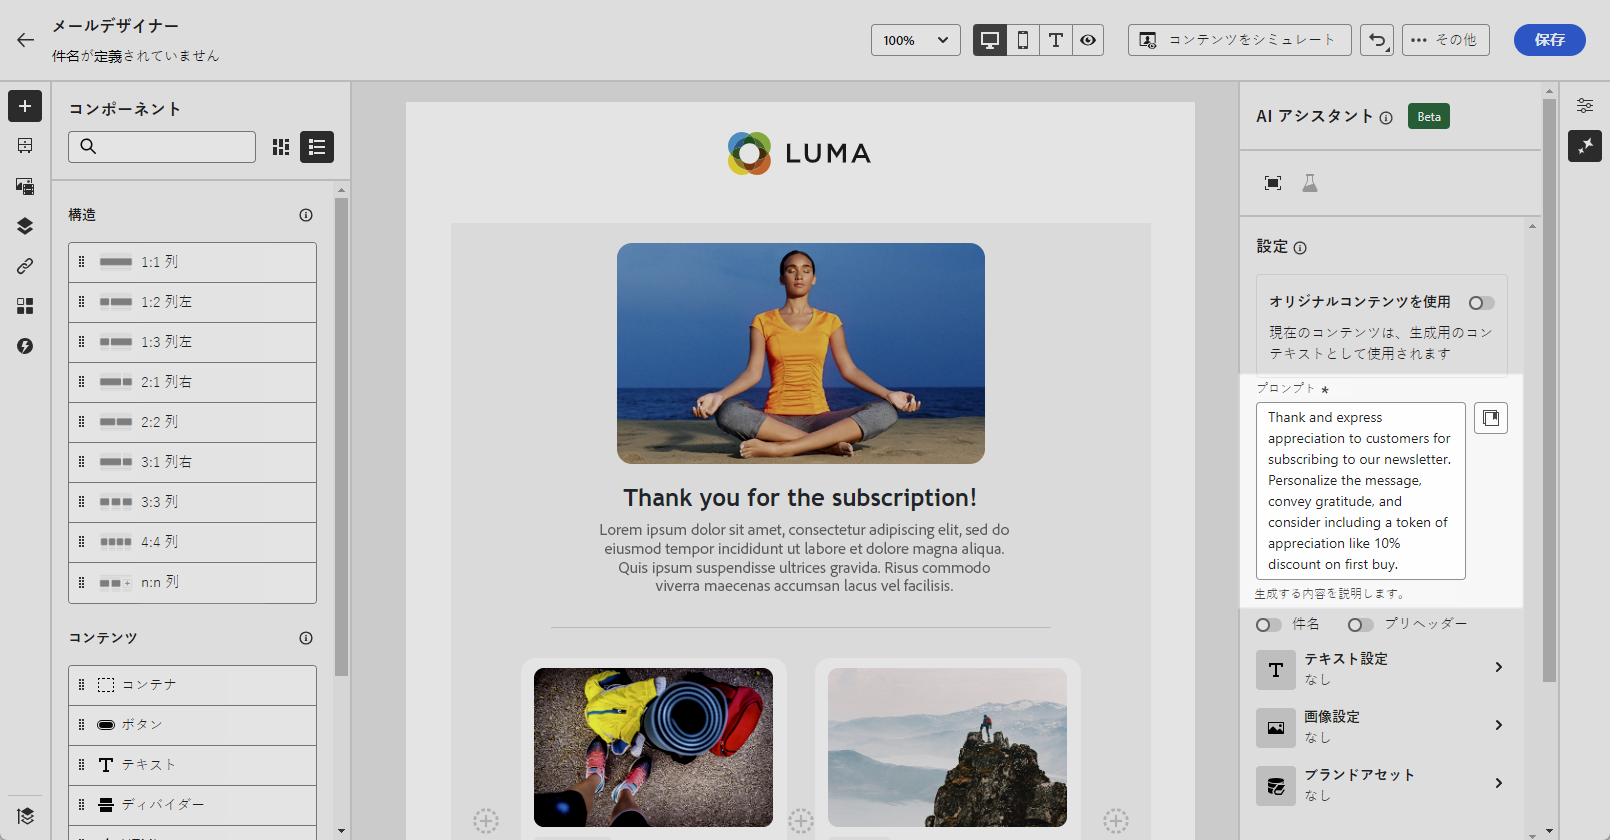 メールデザイナー
件名が定義されていません
100%
コンテンツをシミュレート
その他
保存
コンポーネント
構造
1:1 列
1:2 列左
1:3 列左
2:1 列右
2:2 列
3:1 列右
3:3 列
4:4 列
n:n 列
コンテンツ
コンテナ
ボタン
テキスト
ディバイダー
LUMA
Thank you for the subscription!
Lorem ipsum dolor sit amet, consectetur adipiscing elit, sed do
eiusmod tempor incididunt ut labore et dolore magna aliqua.
Quis ipsum suspendisse ultrices gravida. Risus commodo
viverra maecenas accumsan lacus vel facilisis.
AI アシスタント
Beta
設定
オリジナルコンテンツを使用
現在のコンテンツは、生成用のコン
テキストとして使用されます
プロンプト *
Thank and express
appreciation to customers for
subscribing to our newsletter.
Personalize the message,
convey gratitude, and
consider including a token of
appreciation like 10%
discount on first buy.
生成する内容を説明します。
件名
プリヘッダー
テキスト設定
なし
画像設定
なし
ブランドアセット
なし